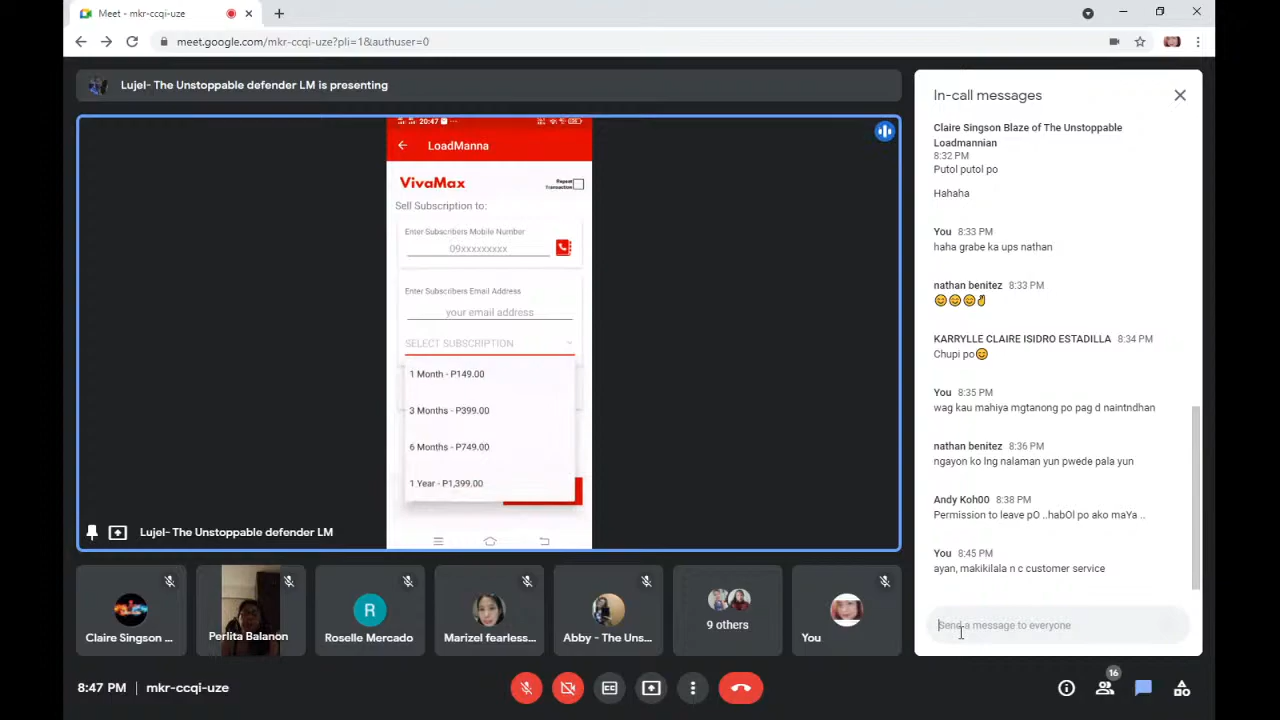 Meet - mkr-ccqi-uze
meet.google.com/mkr-ccqi-uze?pli=1&authuser=0
Lujel- The Unstoppable defender LM is presenting
20:47
LoadManna
VivaMax
Repeat
Transaction
Sell Subscription to:
Enter Subscribers Mobile Number
09xxxxxxxxx
Enter Subscribers Email Address
your email address
SELECT SUBSCRIPTION
1 Month - P149.00
3 Months - P399.00
6 Months - P749.00
1 Year - P1,399.00
Lujel- The Unstoppable defender LM
Claire Singson ...
Perlita Balanon
R
Roselle Mercado
Marizel fearless...
Abby - The Uns...
9 others
You
8:47 PM | mkr-ccqi-uze
In-call messages
Claire Singson Blaze of The Unstoppable
Loadmannian
8:32 PM
Putol putol po
Hahaha
You 8:33 PM
haha grabe ka ups nathan
nathan benitez 8:33 PM
😊😊😊✌
KARRYLLE CLAIRE ISIDRO ESTADILLA 8:34 PM
Chupi po😊
You 8:35 PM
wag kau mahiya mgtanong po pag d naintndhan
nathan benitez 8:36 PM
ngayon ko lng nalaman yun pwede pala yun
Andy Koh00 8:38 PM
Permission to leave pO ..habOl po ako maYa ..
You 8:45 PM
ayan, makikilala n c customer service
Send a message to everyone
16